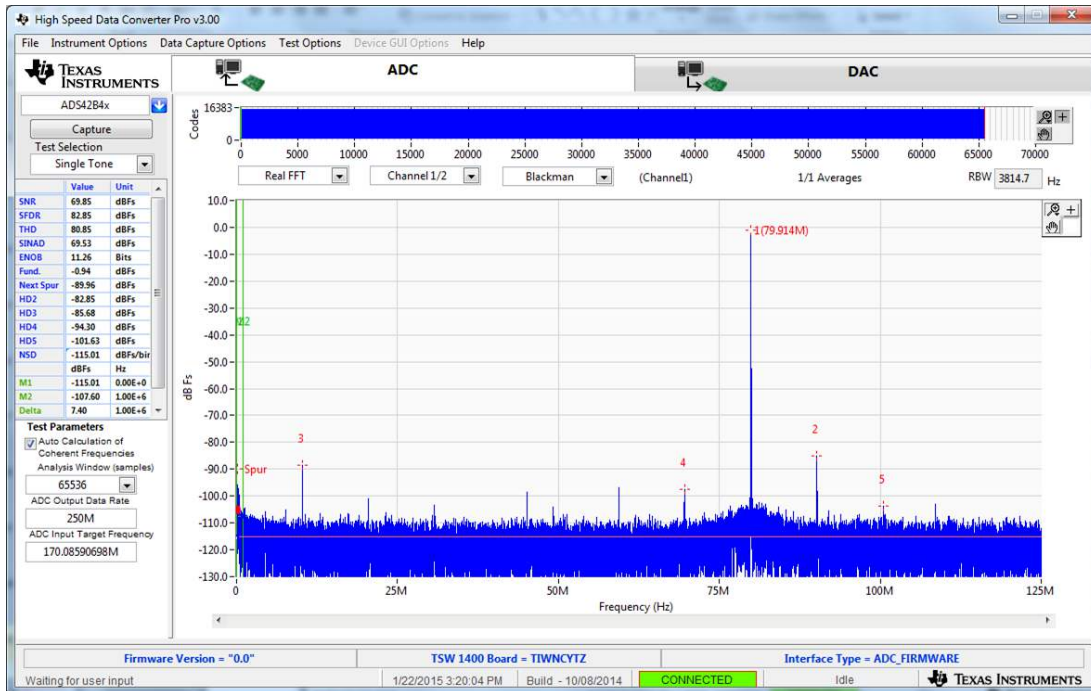 High Speed Data Converter Pro v3.00
File Instrument Options Data Capture Options Test Options Device GUI Options Help
TEXAS INSTRUMENTS
ADC
DAC
ADS42B4x
Capture
Test Selection
Single Tone
Value Unit
SNR 69.85 dBFs
SFDR 82.85 dBFs
THD 80.85 dBFs
SINAD 69.53 dBFs
ENOB 11.26 Bits
Fund. -0.94 dBFs
Next Spur -89.96 dBFs
HD2 -82.85 dBFs
HD3 -85.68 dBFs
HD4 -94.30 dBFs
HD5 -101.63 dBFs
NSD -115.01 dBFs/bin
dBFs Hz
M1 -115.01 0.00E+0
M2 -107.60 1.00E+6
Delta 7.40 1.00E+6
Test Parameters
Auto Calculation of
Coherent Frequencies
Analysis Window (samples)
65536
ADC Output Data Rate
250M
ADC Input Target Frequency
170.08590698M
Codes
16383
0
0 5000 10000 15000 20000 25000 30000 35000 40000 45000 50000 55000 60000 65000 70000
Real FFT Channel 1/2 Blackman (Channel1) 1/1 Averages RBW 3814.7 Hz
10.0
0.0
-10.0
-20.0
-30.0
-40.0
-50.0
-60.0
-70.0
-80.0
-90.0
-100.0
-110.0
-120.0
-130.0
dB Fs
1(79.914M)
3
2
4
5
Spur
0 25M 50M 75M 100M 125M
Frequency (Hz)
Firmware Version = "0.0" TSW 1400 Board = TIWNCYTZ Interface Type = ADC_FIRMWARE
Waiting for user input 1/22/2015 3:20:04 PM Build - 10/08/2014 CONNECTED Idle TEXAS INSTRUMENTS